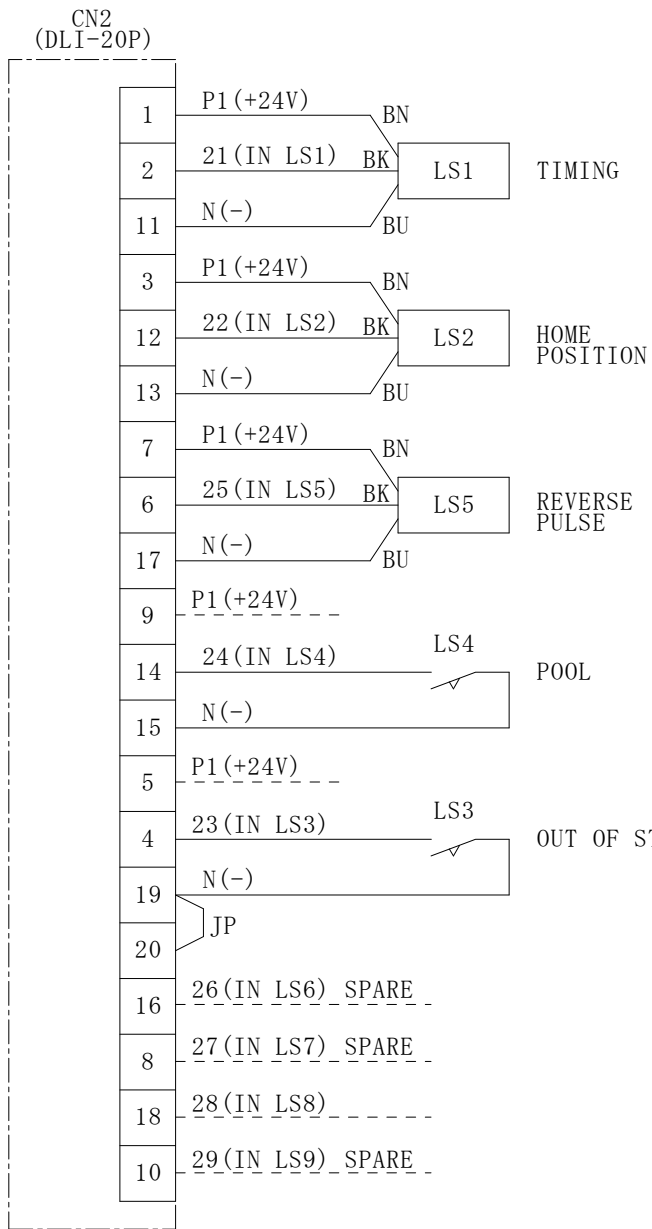 CN2
(DLI-20P)
1 P1(+24V) BN
2 21(IN LS1) BK LS1 TIMING
11 N(-) BU
3 P1(+24V) BN
12 22(IN LS2) BK LS2 HOME
POSITION
13 N(-) BU
7 P1(+24V) BN
6 25(IN LS5) BK LS5 REVERSE
PULSE
17 N(-) BU
9 P1(+24V)
14 24(IN LS4) LS4 POOL
15 N(-)
5 P1(+24V)
4 23(IN LS3) LS3 OUT OF
19 N(-)
JP
20
16 26(IN LS6) SPARE
8 27(IN LS7) SPARE
18 28(IN LS8)
10 29(IN LS9) SPARE